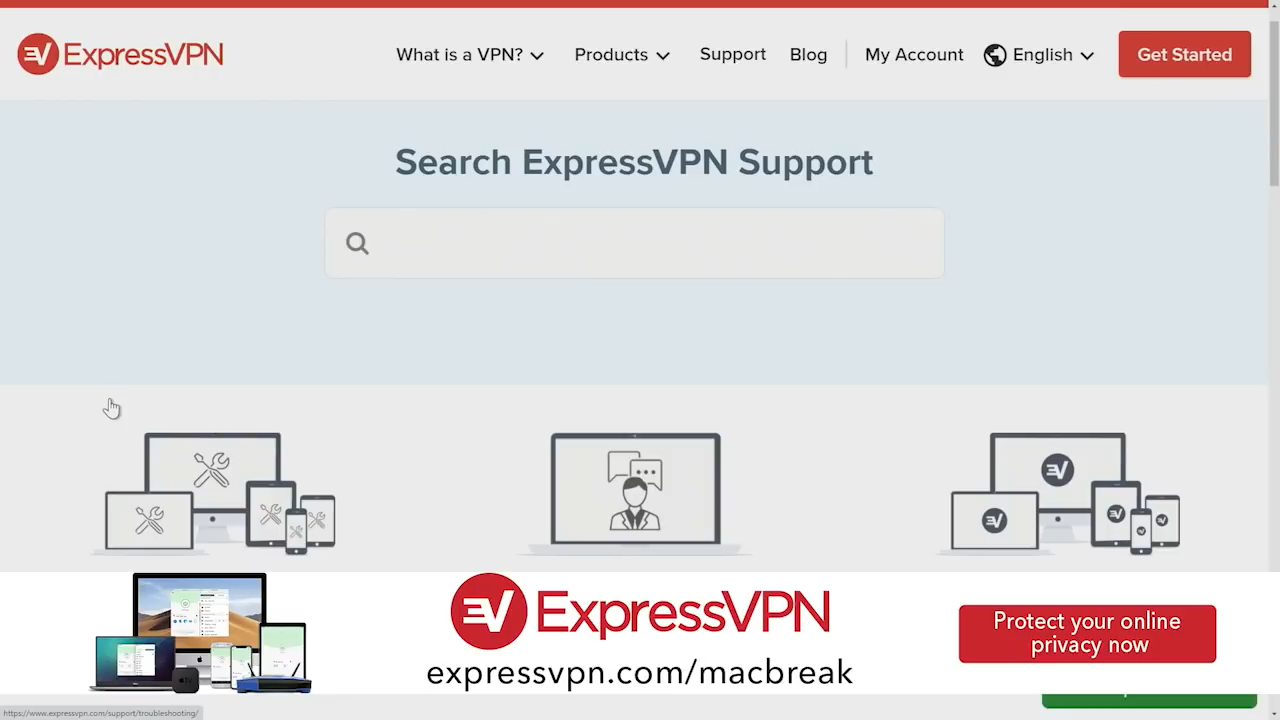 ExpressVPN
What is a VPN?
Products
Support
Blog
My Account
English
Get Started
Search ExpressVPN Support
ExpressVPN
expressvpn.com/macbreak
Protect your online
privacy now
https://www.expressvpn.com/support/troubleshooting/